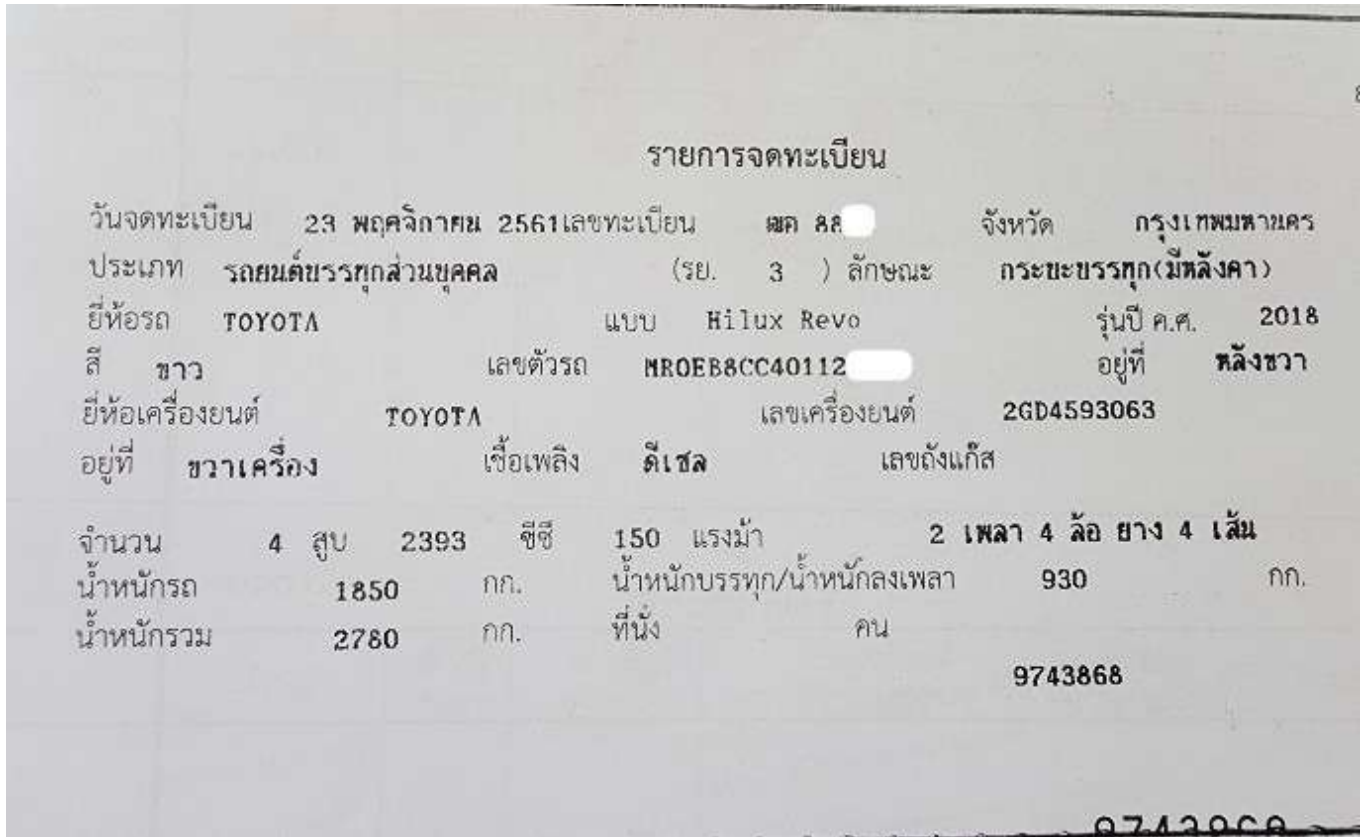 รายการจดทะเบียน
วันจดทะเบียน 23 พฤศจิกายน 2561 เลขทะเบียน ฒค 88 จังหวัด กรุงเทพมหานคร
ประเภท รถยนต์บรรทุกส่วนบุคคล (รย. 3 ) ลักษณะ กระบะบรรทุก(มีหลังคา)
ยี่ห้อรถ TOYOTA แบบ Hilux Revo รุ่นปี ค.ศ. 2018
สี ขาว เลขตัวรถ MR0EB8CC40112 อยู่ที่ หลังขวา
ยี่ห้อเครื่องยนต์ TOYOTA เลขเครื่องยนต์ 2GD4593063
อยู่ที่ ขวาเครื่อง เชื้อเพลิง ดีเซล เลขถังแก๊ส
จำนวน 4 สูบ 2393 ซีซี 150 แรงม้า 2 เพลา 4 ล้อ ยาง 4 เส้น
น้ำหนักรถ 1850 กก. น้ำหนักบรรทุก/น้ำหนักลงเพลา 930 กก.
น้ำหนักรวม 2780 กก. ที่นั่ง คน
9743868